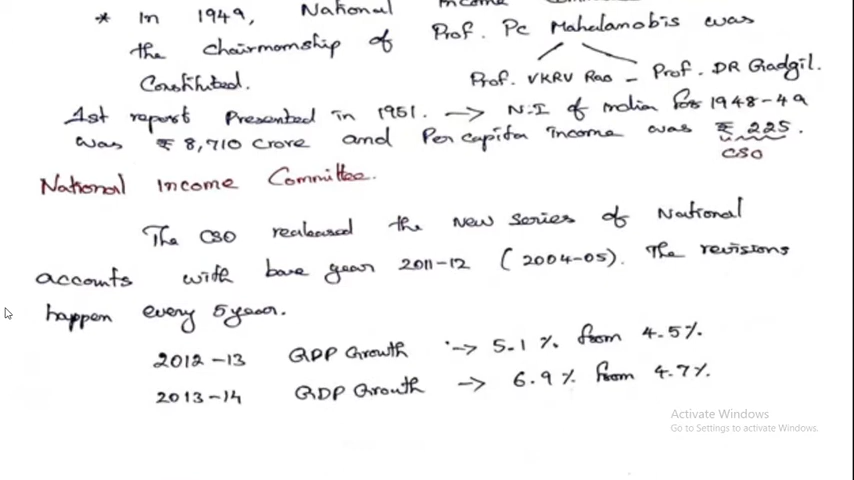 * In 1949, National Income
the chairmomship of Prof. Pc Mahalanobis was
Constituted.
Prof. VKRV Rao – Prof. DR Gadgil.
1st report Presented in 1951. → N.I of India for 1948-49
was ₹ 8,710 crore and Per capita income was ₹ 225.
CSO
National Income Committee.
The CSO realeased the new series of National
accounts with base year 2011-12 (2004-05). The revisions
happen every 5 year.
2012-13 GDP Growth → 5.1 % from 4.5%.
2013-14 GDP Growth → 6.9% from 4.7%.
Activate Windows
Go to Settings to activate Windows.